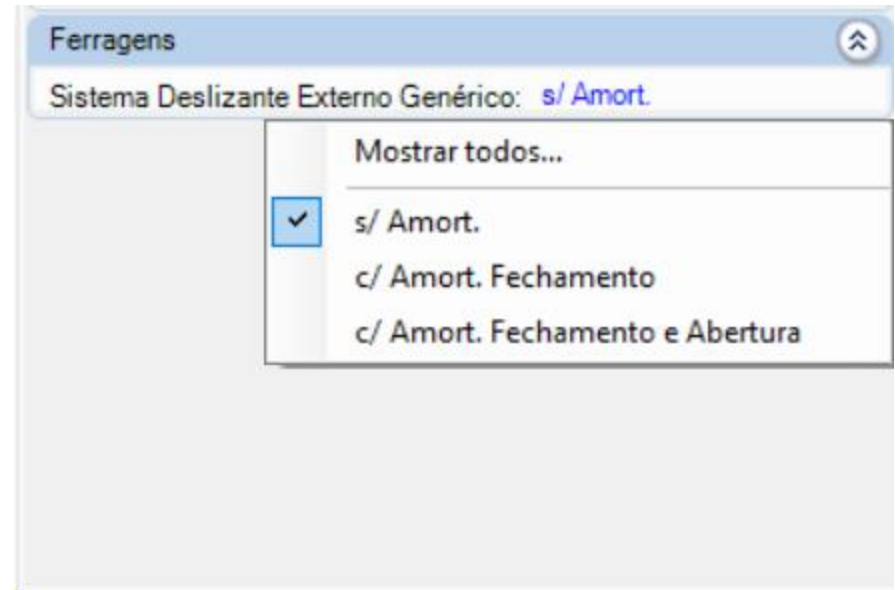 Ferragens
Sistema Deslizante Externo Genérico: s/ Amort.
Mostrar todos...
s/ Amort.
c/ Amort. Fechamento
c/ Amort. Fechamento e Abertura